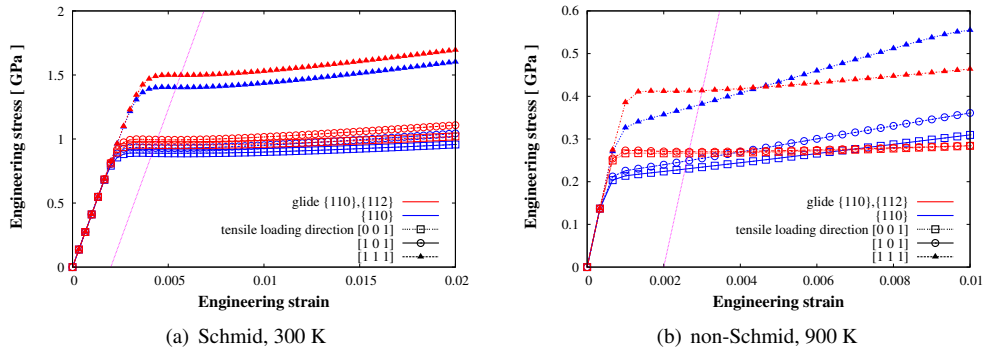 2
1.5
1
0.5
0
Engineering stress [ GPa]
glide {110},{112}
{110}
tensile loading direction [0 0 1]
[1 0 1]
[1 1 1]
0 0.005 0.01 0.015 0.02
Engineering strain
(a) Schmid, 300 K
0.6
0.5
0.4
0.3
0.2
0.1
0
Engineering stress [ GPa]
glide {110},{112}
{110}
tensile loading direction [0 0 1]
[1 0 1]
[1 1 1]
0 0.002 0.004 0.006 0.008 0.01
Engineering strain
(b) non-Schmid, 900 K